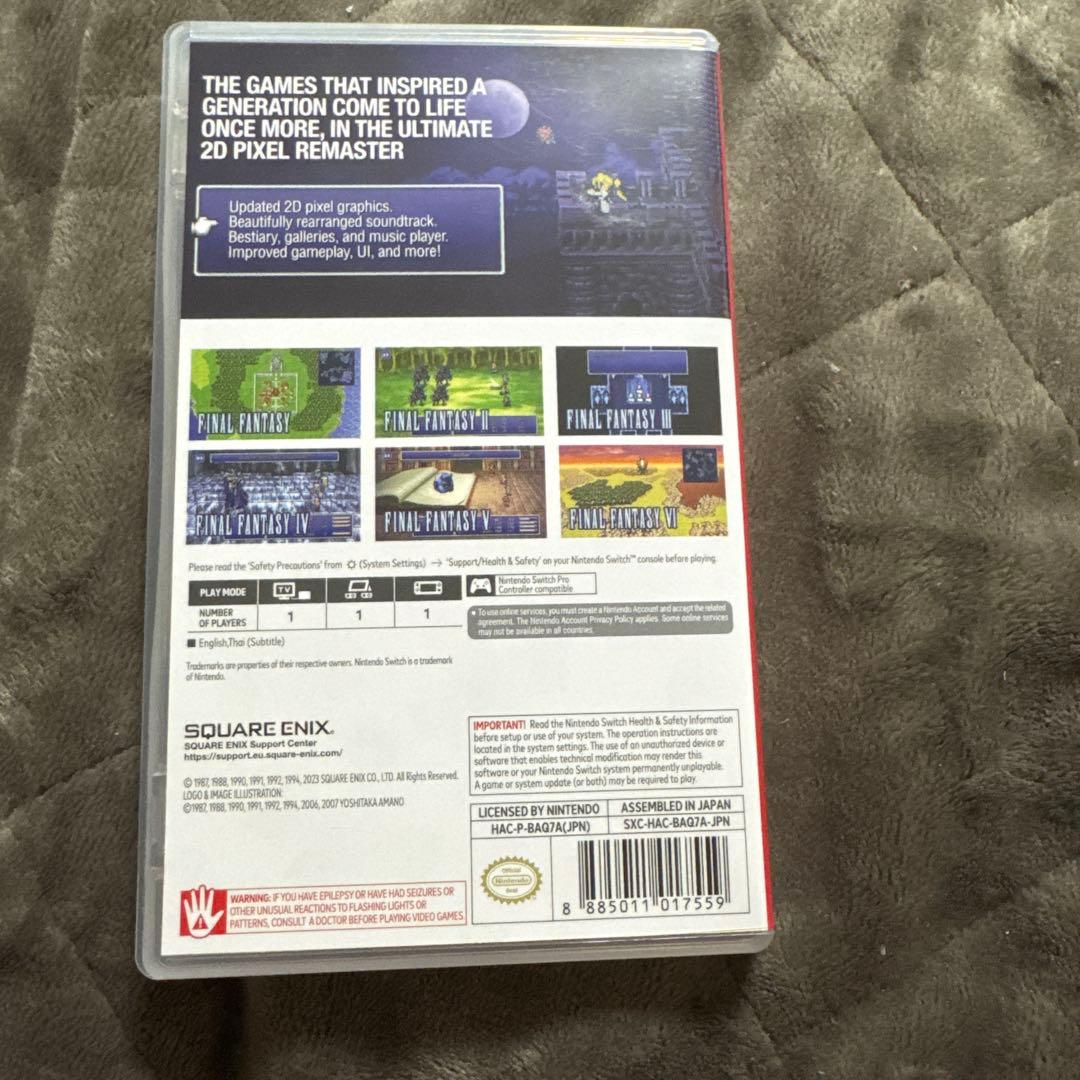 THE GAMES THAT INSPIRED A
GENERATION COME TO LIFE
ONCE MORE, IN THE ULTIMATE
2D PIXEL REMASTER
Updated 2D pixel graphics.
Beautifully rearranged soundtrack.
Bestiary, galleries, and music player.
Improved gameplay, UI, and more!
FINAL FANTASY
FINAL FANTASY II
FINAL FANTASY III
FINAL FANTASY IV
FINAL FANTASY V
FINAL FANTASY VI
Please read the 'Safety Precautions' from (System Settings) → 'Support/Health & Safety' on your Nintendo Switch™ console before playing.
PLAY MODE
TV
NUMBER
OF PLAYERS
1
1
1
Nintendo Switch Pro
Controller compatible
• To use online services, you must create a Nintendo Account and accept the related
agreement. The Nintendo Account Privacy Policy applies. Some online services
may not be available in all countries.
■ English,Thai (Subtitle)
Trademarks are properties of their respective owners. Nintendo Switch is a trademark
of Nintendo.
SQUARE ENIX®
SQUARE ENIX Support Center
https://support.eu.square-enix.com/
© 1987, 1988, 1990, 1991, 1992, 1994, 2023 SQUARE ENIX CO., LTD. All Rights Reserved.
LOGO & IMAGE ILLUSTRATION:
©1987, 1988, 1990, 1991, 1992, 1994, 2006, 2007 YOSHITAKA AMANO
IMPORTANT! Read the Nintendo Switch Health & Safety Information
before setup or use of your system. The operation instructions are
located in the system settings. The use of an unauthorized device or
software that enables technical modification may render this
software or your Nintendo Switch system permanently unplayable.
A game or system update (or both) may be required to play.
LICENSED BY NINTENDO
ASSEMBLED IN JAPAN
HAC-P-BAQ7A(JPN)
SXC-HAC-BAQ7A-JPN
WARNING: IF YOU HAVE EPILEPSY OR HAVE HAD SEIZURES OR
OTHER UNUSUAL REACTIONS TO FLASHING LIGHTS OR
PATTERNS, CONSULT A DOCTOR BEFORE PLAYING VIDEO GAMES.
Official
Nintendo
Seal
8 885011 017559